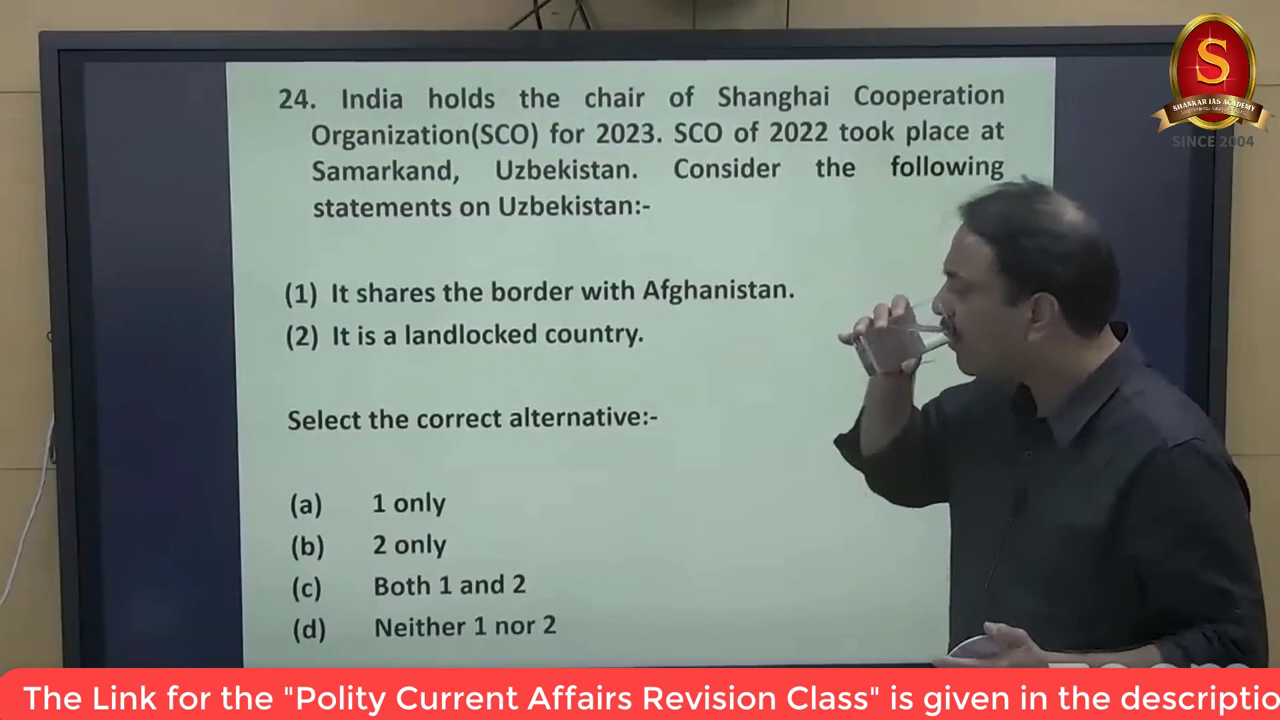 24. India holds the chair of Shanghai Cooperation
Organization(SCO) for 2023. SCO of 2022 took place at
Samarkand, Uzbekistan. Consider the following
statements on Uzbekistan:-
(1) It shares the border with Afghanistan.
(2) It is a landlocked country.
Select the correct alternative:-
(a) 1 only
(b) 2 only
(c) Both 1 and 2
(d) Neither 1 nor 2
S
SHANKAR IAS ACADEMY
SINCE 2004
The Link for the "Polity Current Affairs Revision Class" is given in the descriptio